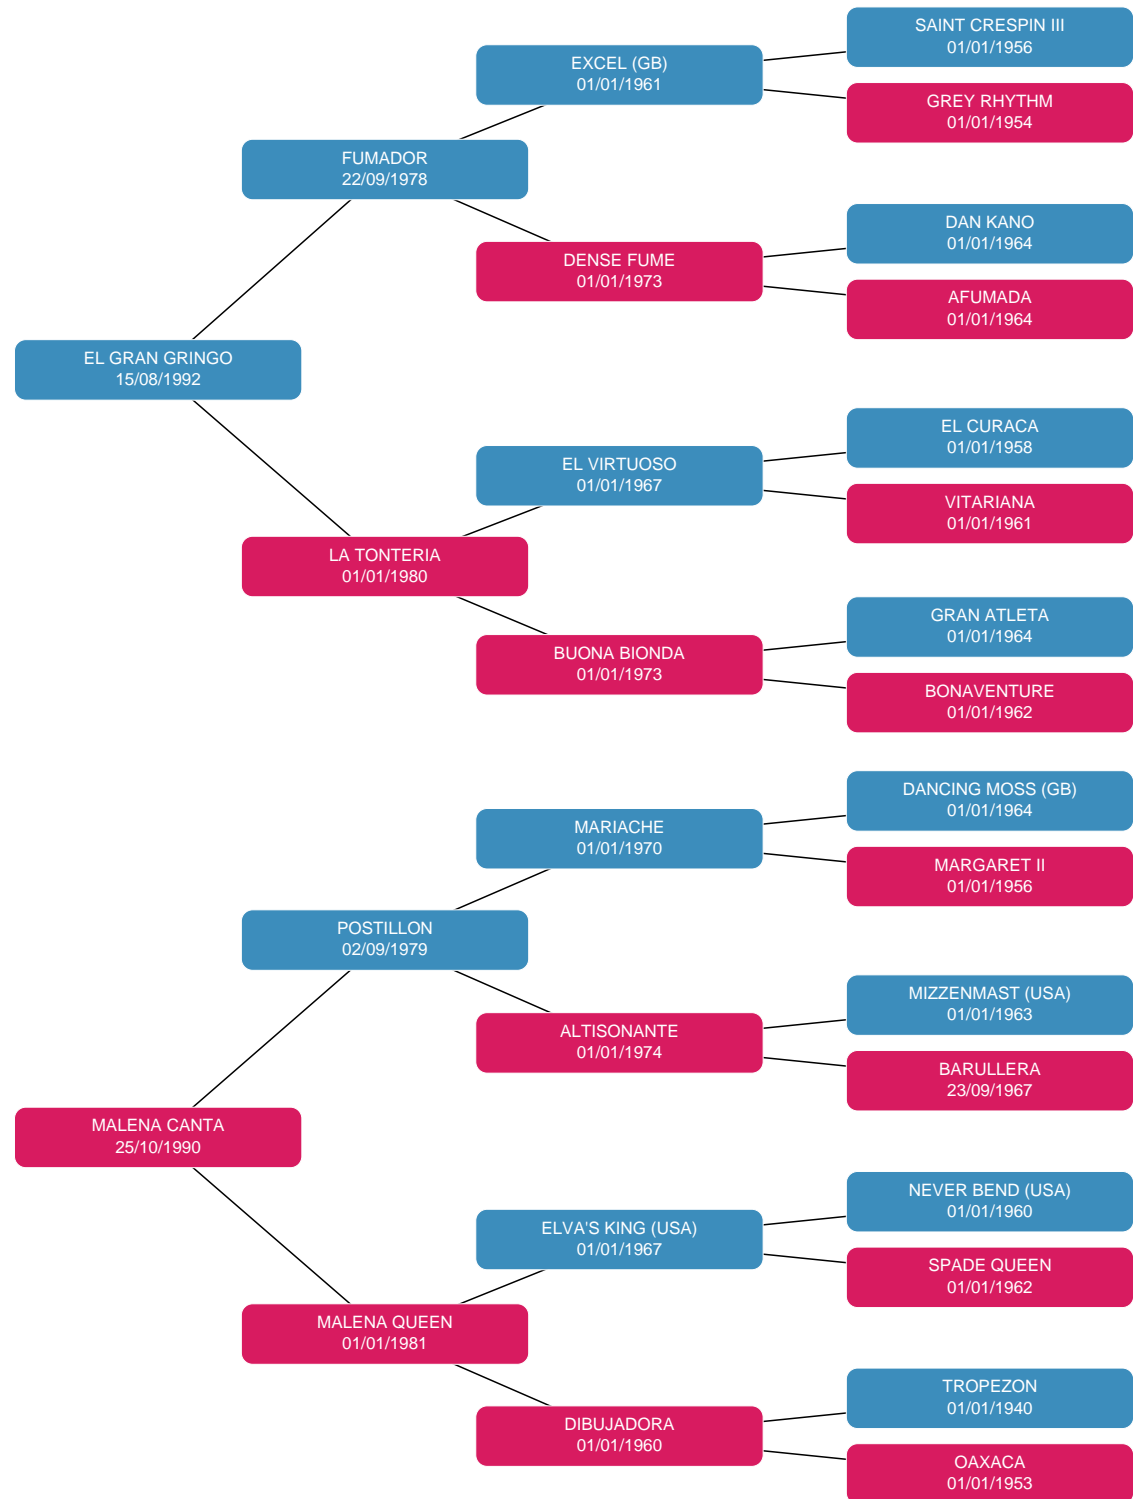 SAINT CRESPIN III
01/01/1956
EXCEL (GB)
01/01/1961
GREY RHYTHM
01/01/1954
FUMADOR
22/09/1978
DAN KANO
01/01/1964
DENSE FUME
01/01/1973
AFUMADA
01/01/1964
EL GRAN GRINGO
15/08/1992
EL CURACA
01/01/1958
EL VIRTUOSO
01/01/1967
VITARIANA
01/01/1961
LA TONTERIA
01/01/1980
GRAN ATLETA
01/01/1964
BUONA BIONDA
01/01/1973
BONAVENTURE
01/01/1962
DANCING MOSS (GB)
01/01/1964
MARIACHE
01/01/1970
MARGARET II
01/01/1956
POSTILLON
02/09/1979
MIZZENMAST (USA)
01/01/1963
ALTISONANTE
01/01/1974
BARULLERA
23/09/1967
MALENA CANTA
25/10/1990
NEVER BEND (USA)
01/01/1960
ELVA'S KING (USA)
01/01/1967
SPADE QUEEN
01/01/1962
MALENA QUEEN
01/01/1981
TROPEZON
01/01/1940
DIBUJADORA
01/01/1960
OAXACA
01/01/1953